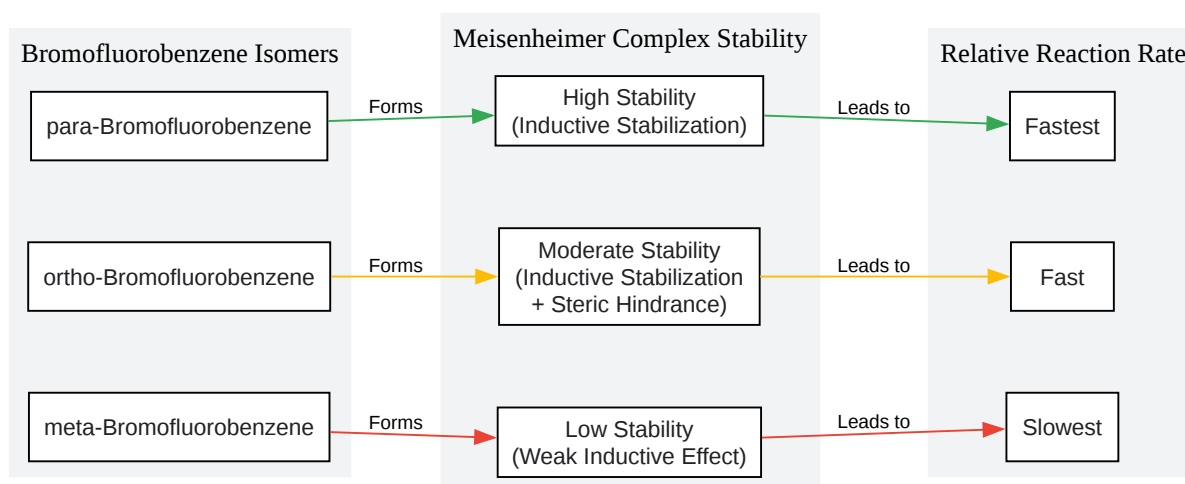 Bromofluorobenzene Isomers
Meisenheimer Complex Stability
Relative Reaction Rate
para-Bromofluorobenzene
Forms
High Stability
(Inductive Stabilization)
Leads to
Fastest
ortho-Bromofluorobenzene
Forms
Moderate Stability
(Inductive Stabilization
+ Steric Hindrance)
Leads to
Fast
meta-Bromofluorobenzene
Forms
Low Stability
(Weak Inductive Effect)
Leads to
Slowest